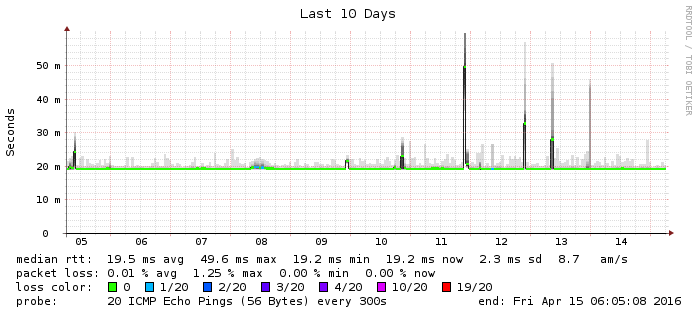 Last 10 Days
RRDTOOL / TOBI OETIKER
Seconds
50 m
40 m
30 m
20 m
10 m
0
05 06 07 08 09 10 11 12 13 14
median rtt: 19.5 ms avg 49.6 ms max 19.2 ms min 19.2 ms now 2.3 ms sd 8.7 am/s
packet loss: 0.01 % avg 1.25 % max 0.00 % min 0.00 % now
loss color: 0 1/20 2/20 3/20 4/20 10/20 19/20
probe: 20 ICMP Echo Pings (56 Bytes) every 300s end: Fri Apr 15 06:05:08 2016